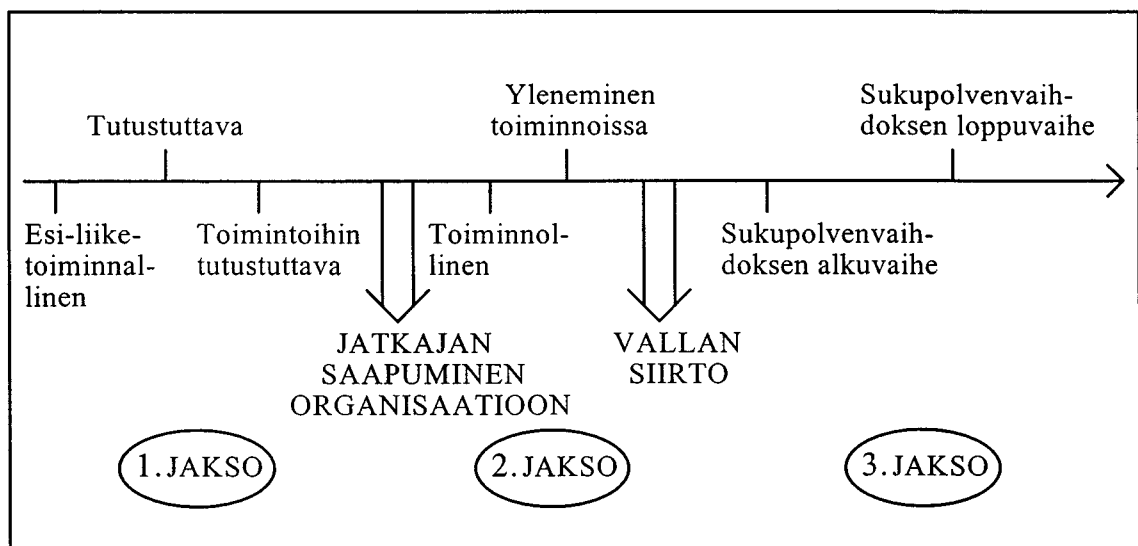 Tutustuttava
Yleneminen
toiminnoissa
Sukupolvenvaih-
doksen loppuvaihe
Esi-liike-
toiminnal-
linen
Toimintoihin
tutustuttava
Toiminnol-
linen
Sukupolvenvaih-
doksen alkuvaihe
JATKAJAN
SAAPUMINEN
ORGANISAATIOON
VALLAN
SIIRTO
1. JAKSO
2. JAKSO
3. JAKSO